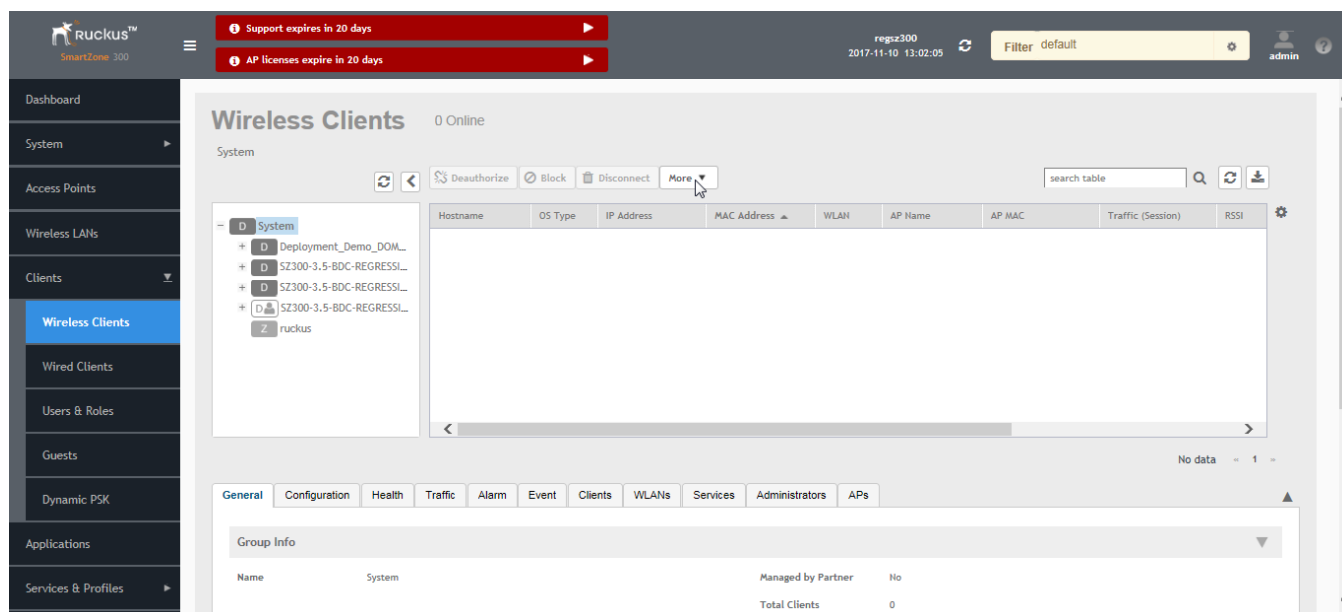 Ruckus™
SmartZone 300
Support expires in 20 days
AP licenses expire in 20 days
regsz300
2017-11-10 13:02:05
Filter default
admin
Dashboard
System
Access Points
Wireless LANs
Clients
Wireless Clients
Wired Clients
Users & Roles
Guests
Dynamic PSK
Applications
Services & Profiles
Wireless Clients 0 Online
System
Deauthorize Block Disconnect More
search table
D System
D Deployment_Demo_DOM...
D SZ300-3.5-BDC-REGRESSI...
D SZ300-3.5-BDC-REGRESSI...
D SZ300-3.5-BDC-REGRESSI...
Z ruckus
Hostname OS Type IP Address MAC Address WLAN AP Name AP MAC Traffic (Session) RSSI
No data « 1 »
General Configuration Health Traffic Alarm Event Clients WLANs Services Administrators APs
Group Info
Name System Managed by Partner No
Total Clients 0